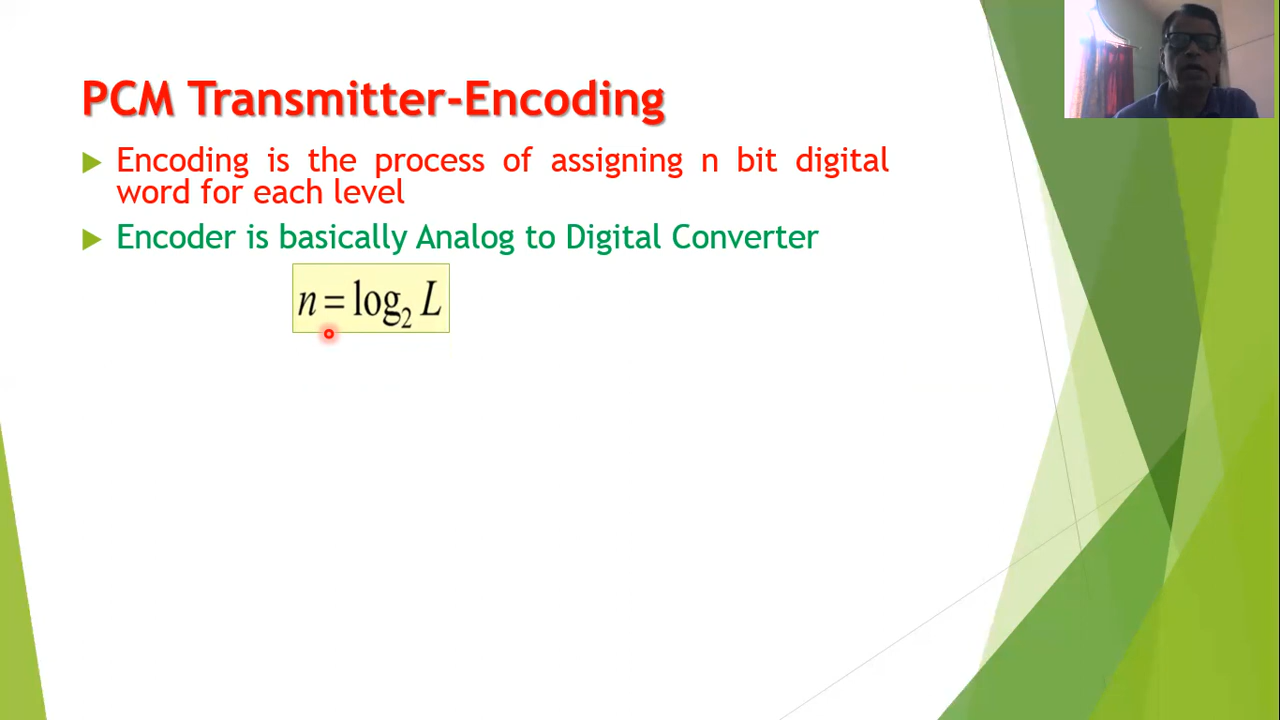 PCM Transmitter-Encoding
Encoding is the process of assigning n bit digital
word for each level
Encoder is basically Analog to Digital Converter
n = log₂ L